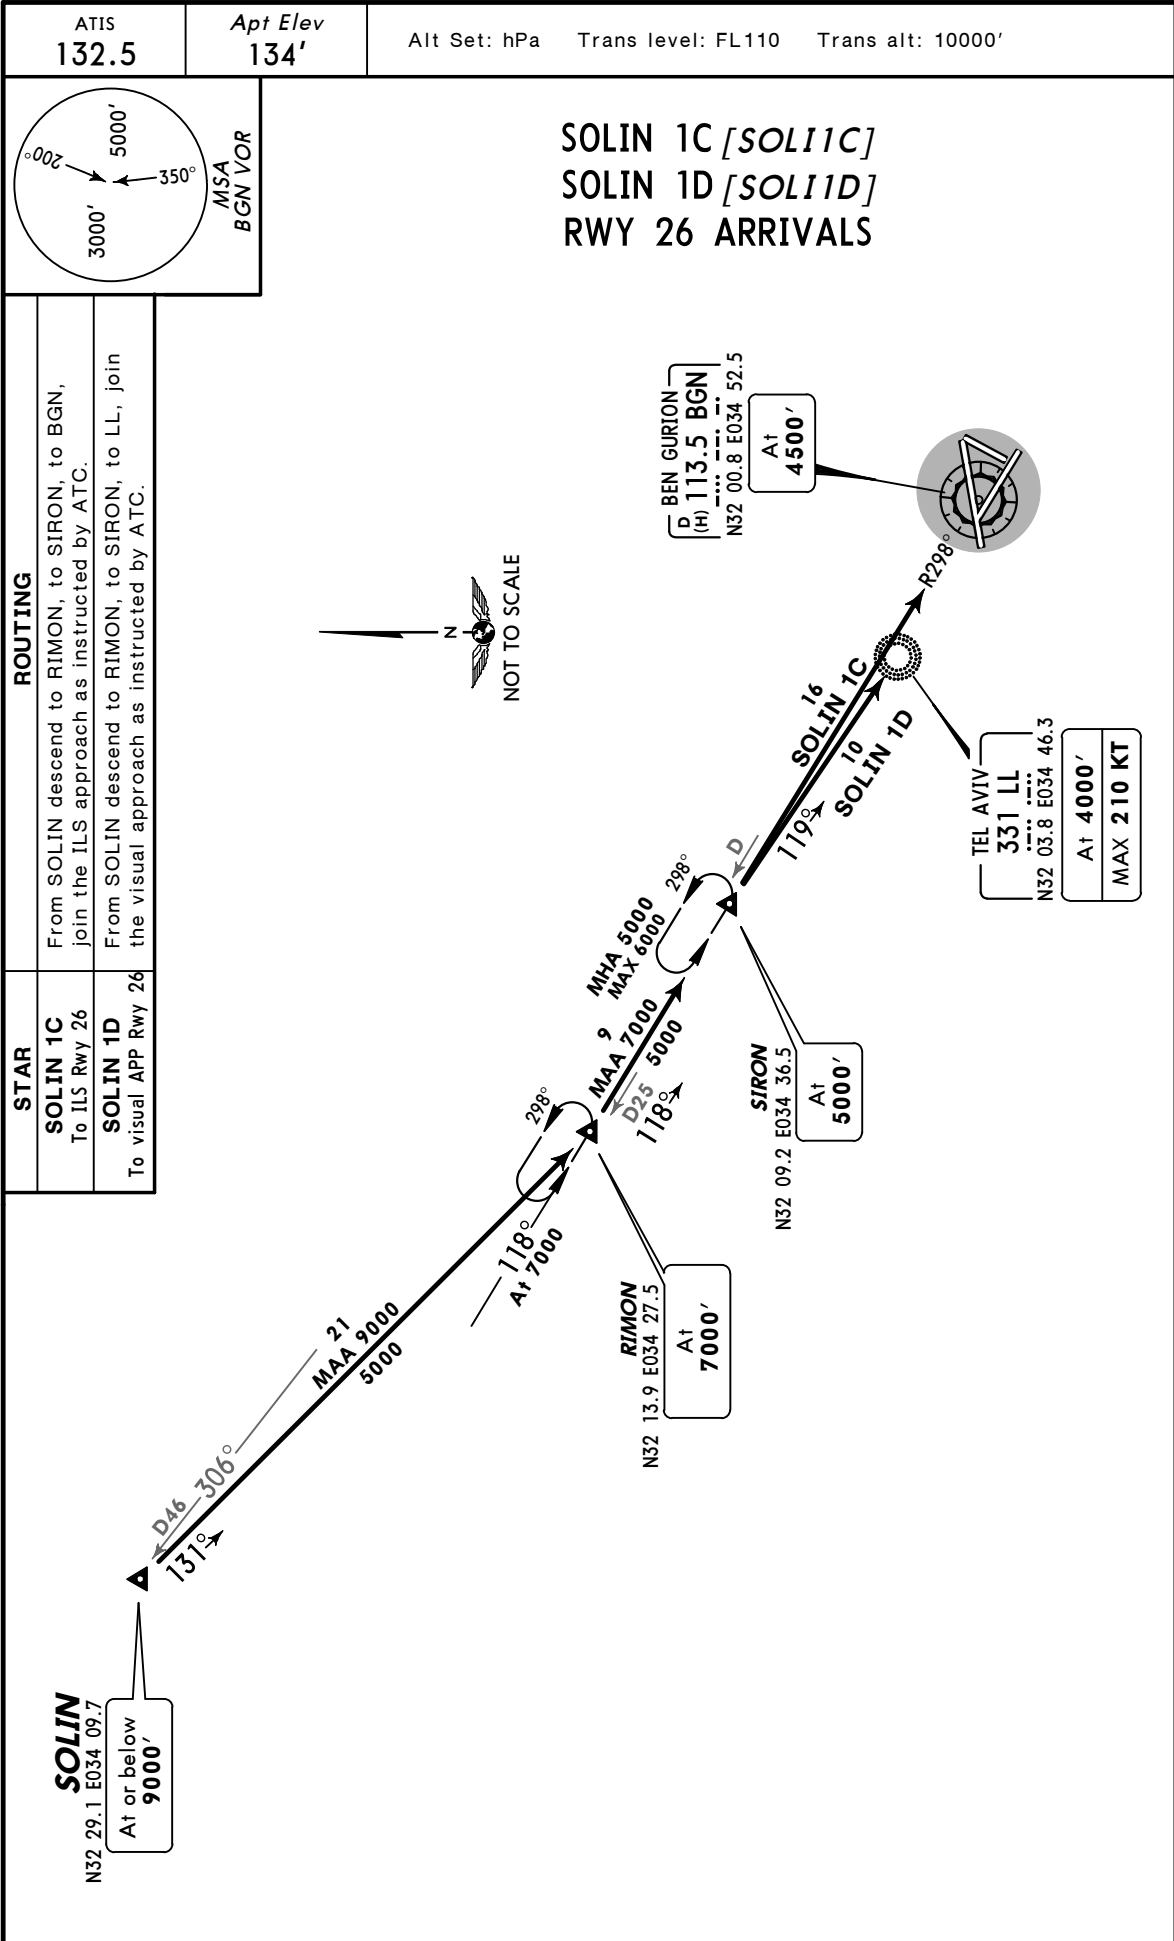 ATIS
132.5
Apt Elev
134'
Alt Set: hPa Trans level: FL110 Trans alt: 10000'
200°
350°
5000'
3000'
MSA
BGN VOR
SOLIN 1C [SOLI1C]
SOLIN 1D [SOLI1D]
RWY 26 ARRIVALS
STAR
ROUTING
SOLIN 1C
To ILS Rwy 26
From SOLIN descend to RIMON, to SIRON, to BGN,
join the ILS approach as instructed by ATC.
SOLIN 1D
To visual APP Rwy 26
From SOLIN descend to RIMON, to SIRON, to LL, join
the visual approach as instructed by ATC.
N
NOT TO SCALE
BEN GURION
D
(H) 113.5 BGN
N32 00.8 E034 52.5
At
4500'
R298°
16
SOLIN 1C
10
SOLIN 1D
119°
D
TEL AVIV
331 LL
N32 03.8 E034 46.3
At 4000'
MAX 210 KT
298°
MHA 5000
MAX 6000
9
MAA 7000
5000
D25
118°
SIRON
N32 09.2 E034 36.5
At
5000'
298°
118°
At 7000
RIMON
N32 13.9 E034 27.5
At
7000'
21
MAA 9000
5000
D46
306°
131°
SOLIN
N32 29.1 E034 09.7
At or below
9000'